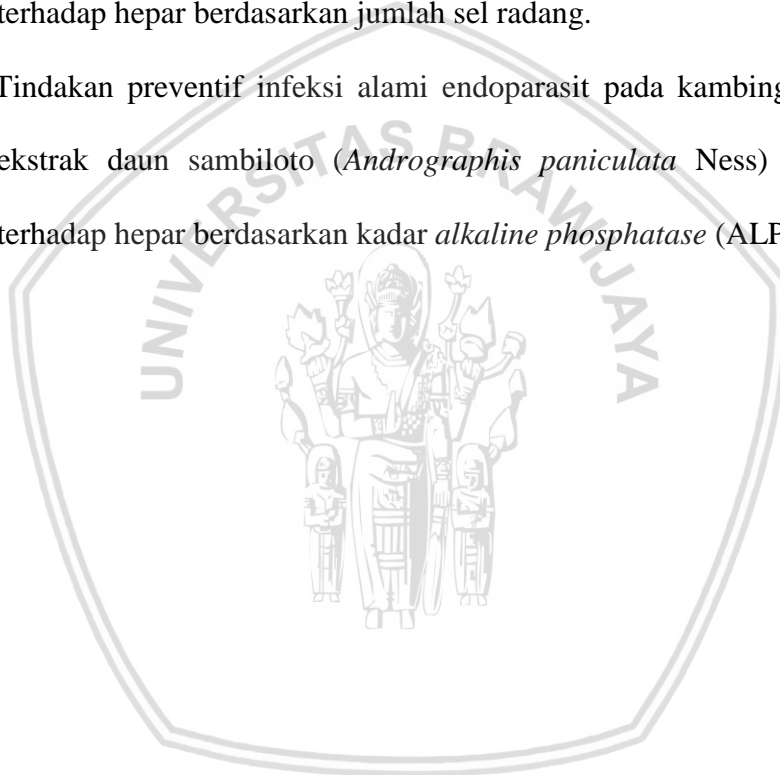 terhadap hepar berdasarkan jumlah sel radang.
Tindakan preventif infeksi alami endoparasit pada kambing
ekstrak daun sambiloto (Andrographis paniculata Ness)
terhadap hepar berdasarkan kadar alkaline phosphatase (ALP
UNIVERSITAS BRAWIJAYA